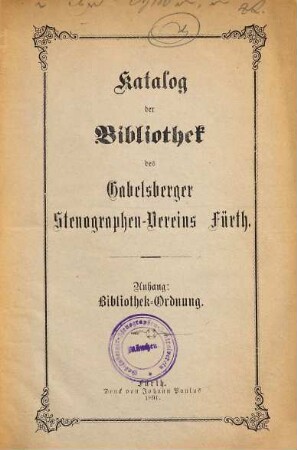 Katalog
der
Bibliothek
des
Gabelsberger
Stenographen-Vereins Fürth.
Anhang:
Bibliothek-Ordnung.
München
Fürth.
Druck von Johann Paulus